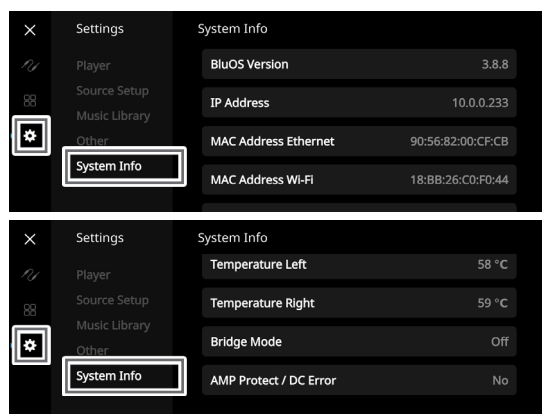 Settings
System Info
Player
Source Setup
Music Library
Other
System Info
BluOS Version 3.8.8
IP Address 10.0.0.233
MAC Address Ethernet 90:56:82:00:CF:CB
MAC Address Wi-Fi 18:BB:26:C0:F0:44
Settings
System Info
Player
Source Setup
Music Library
Other
System Info
Temperature Left 58 °C
Temperature Right 59 °C
Bridge Mode Off
AMP Protect / DC Error No